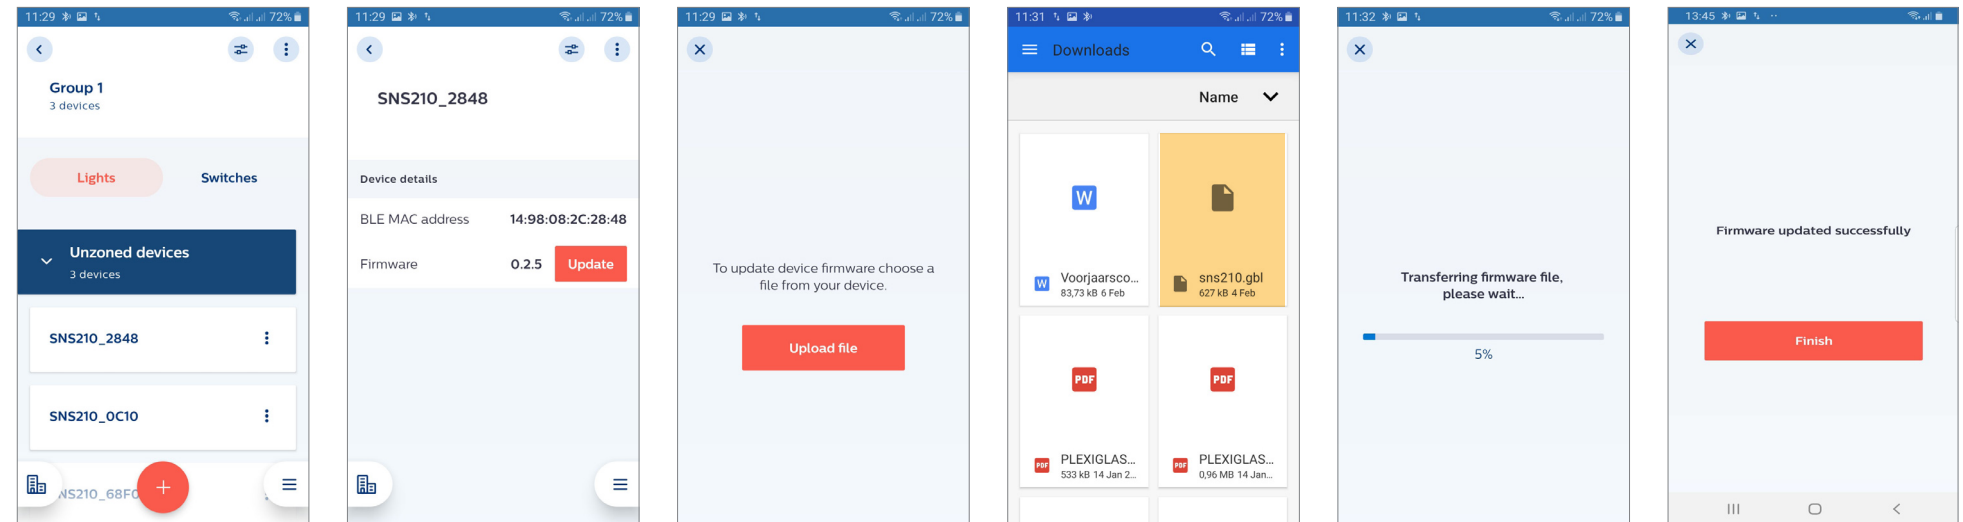 11:29
72%
Group 1
3 devices
Lights
Switches
Unzoned devices
3 devices
SNS210_2848
SNS210_0C10
NS210_68F0
11:29
72%
SNS210_2848
Device details
BLE MAC address
14:98:08:2C:28:48
Firmware
0.2.5
Update
11:29
72%
To update device firmware choose a
file from your device.
Upload file
11:31
72%
Downloads
Name
W
W
Voorjaarsco...
83,73 kB 6 Feb
sns210.gbl
627 kB 4 Feb
PDF
PDF
PDF
PLEXIGLAS...
533 kB 14 Jan 2...
PDF
PLEXIGLAS...
0,96 MB 14 Jan...
11:32
72%
Transferring firmware file,
please wait...
5%
13:45
Firmware updated successfully
Finish